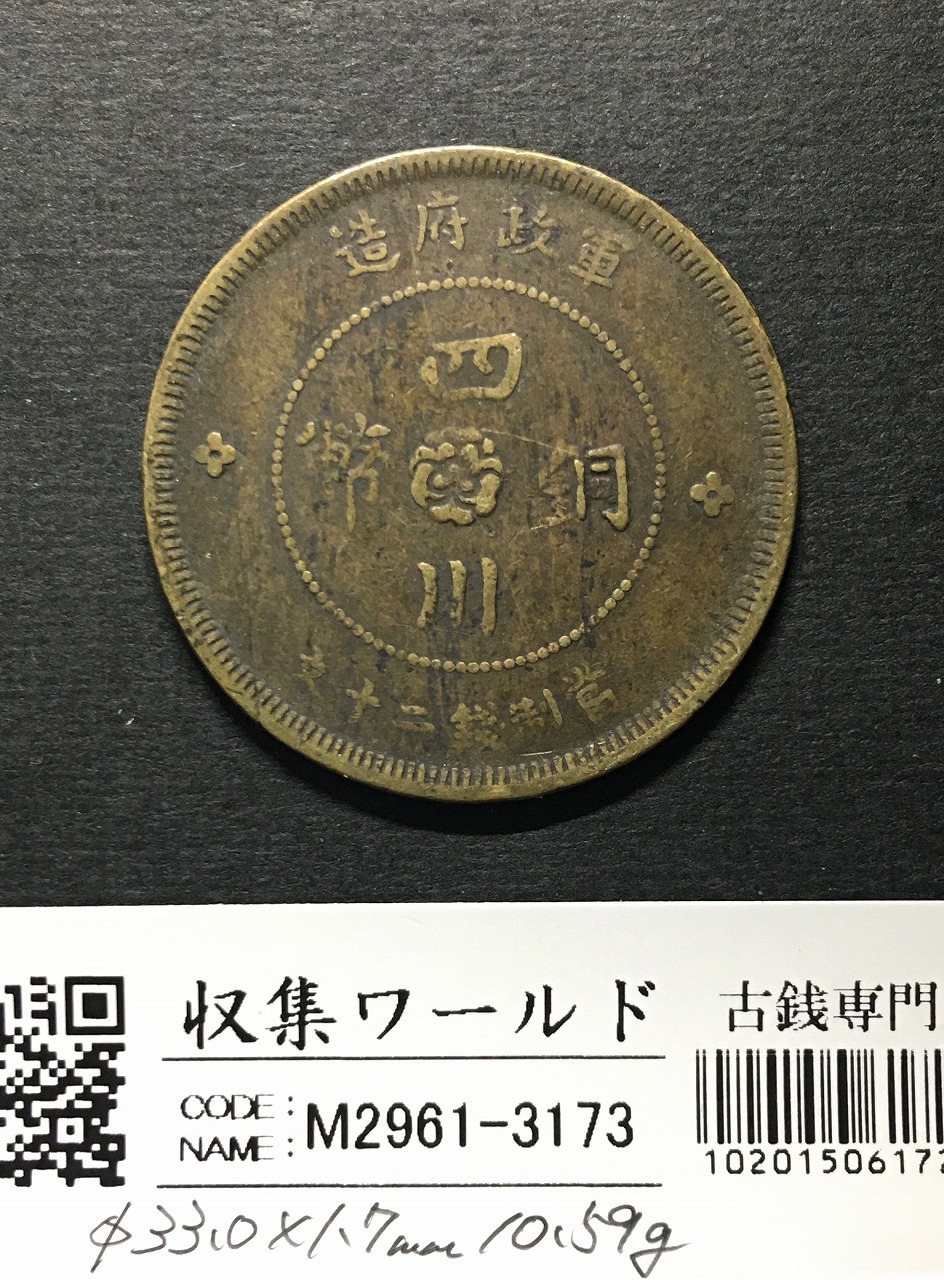 軍政府造
四川
銅幣
當制錢二十文
収集ワールド
古銭専門
CODE:
NAME:
M2961-3173
1020150617
φ33.0×1.7mm 10.59g